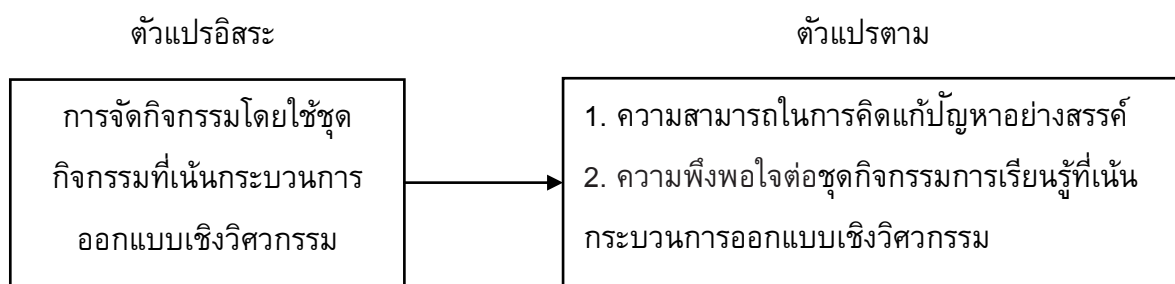 ตัวแปรอิสระ
ตัวแปรตาม
การจัดกิจกรรมโดยใช้ชุด
กิจกรรมที่เน้นกระบวนการ
ออกแบบเชิงวิศวกรรม
1. ความสามารถในการคิดแก้ปัญหาอย่างสรรค์
2. ความพึงพอใจต่อชุดกิจกรรมการเรียนรู้ที่เน้น
กระบวนการออกแบบเชิงวิศวกรรม